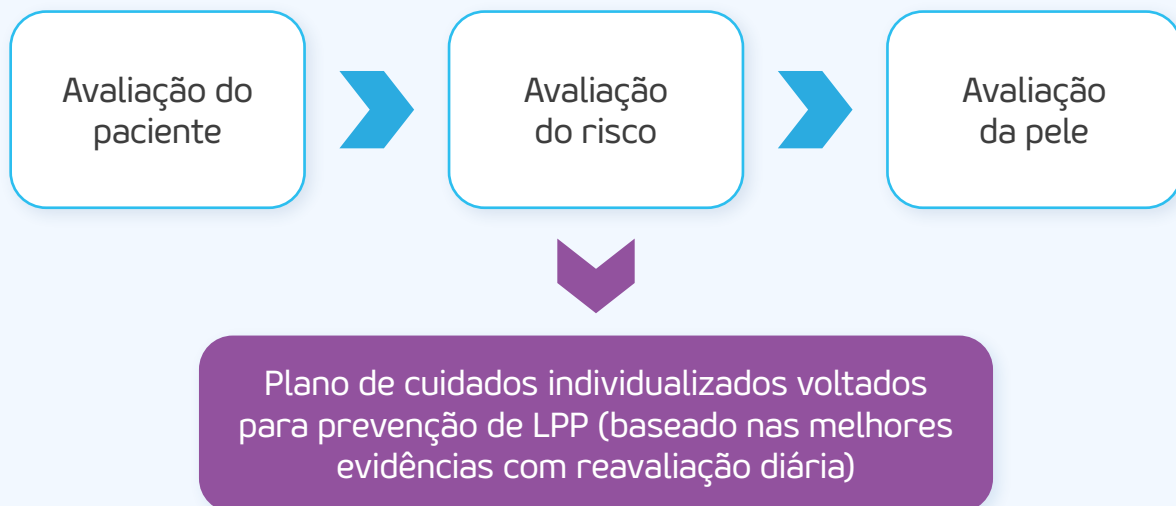 Avaliação do
paciente
Avaliação
do risco
Avaliação
da pele
Plano de cuidados individualizados voltados
para prevenção de LPP (baseado nas melhores
evidências com reavaliação diária)